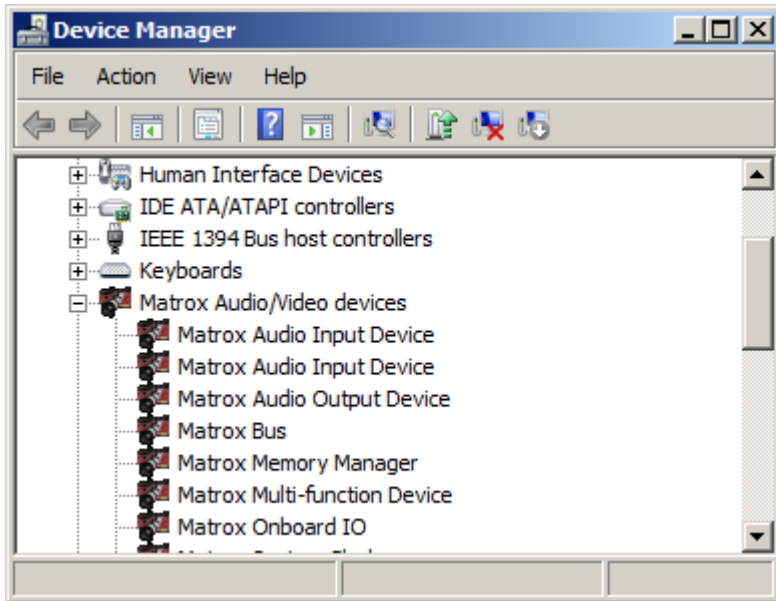 Device Manager
File Action View Help
Human Interface Devices
IDE ATA/ATAPI controllers
IEEE 1394 Bus host controllers
Keyboards
Matrox Audio/Video devices
Matrox Audio Input Device
Matrox Audio Input Device
Matrox Audio Output Device
Matrox Bus
Matrox Memory Manager
Matrox Multi-function Device
Matrox Onboard IO